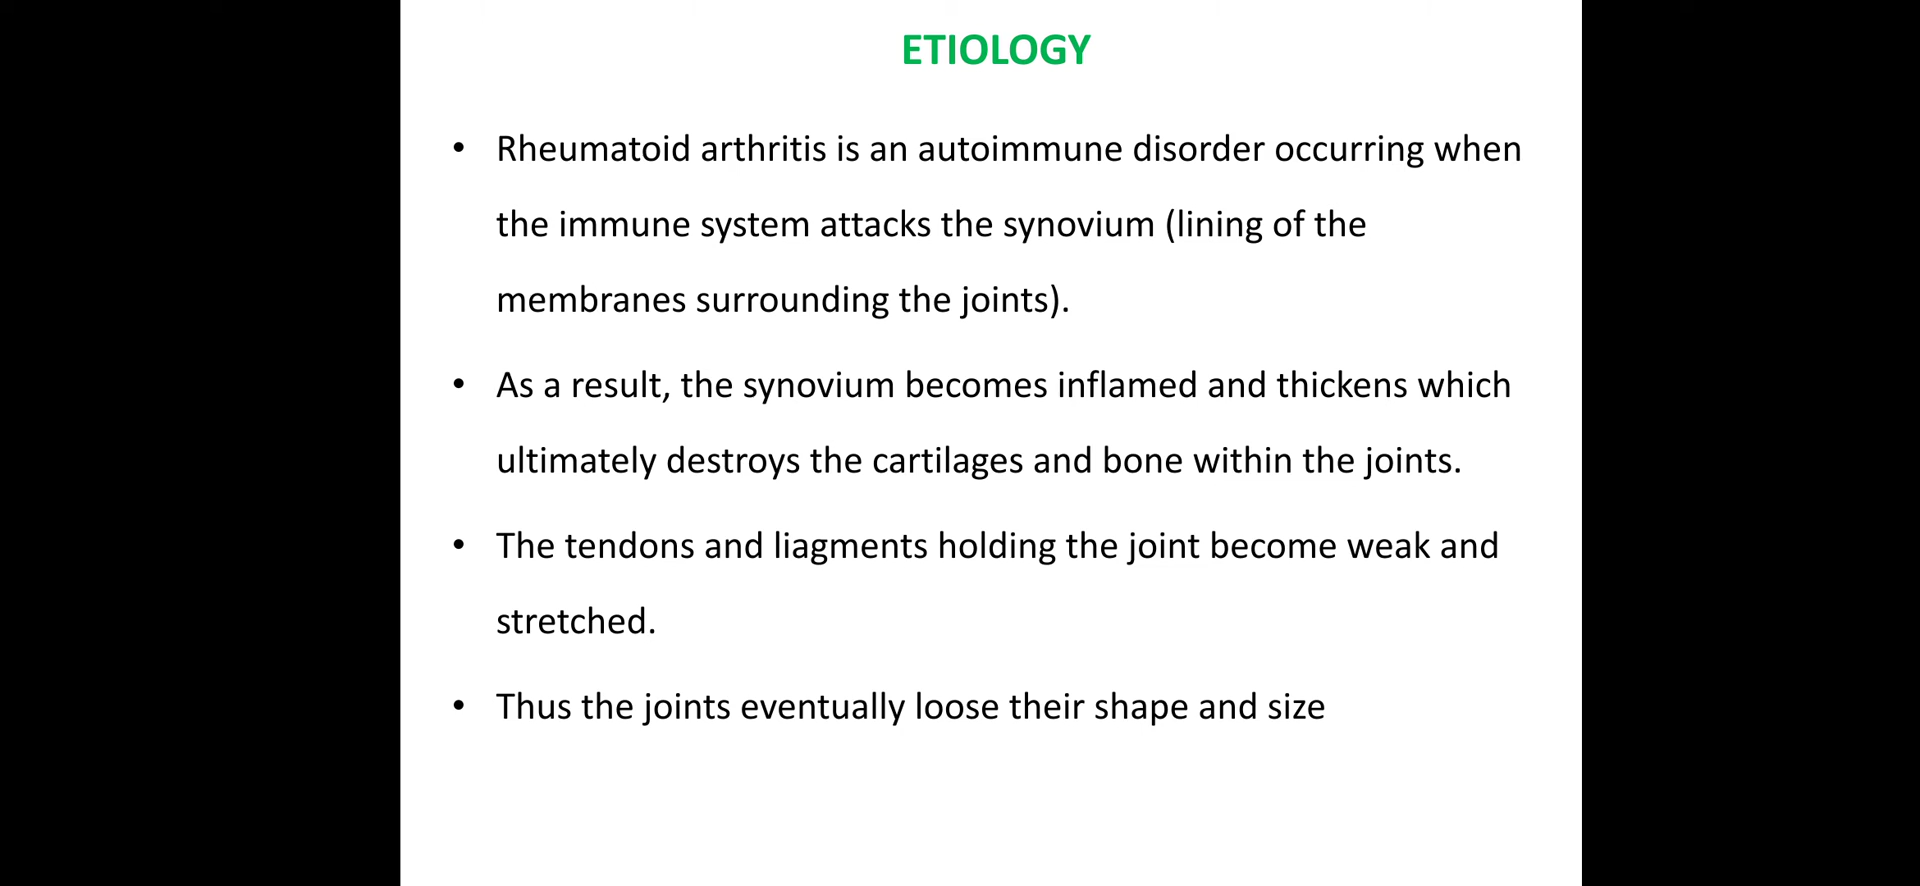 ETIOLOGY
• Rheumatoid arthritis is an autoimmune disorder occurring when
the immune system attacks the synovium (lining of the
membranes surrounding the joints).
• As a result, the synovium becomes inflamed and thickens which
ultimately destroys the cartilages and bone within the joints.
• The tendons and liagments holding the joint become weak and
stretched.
• Thus the joints eventually loose their shape and size